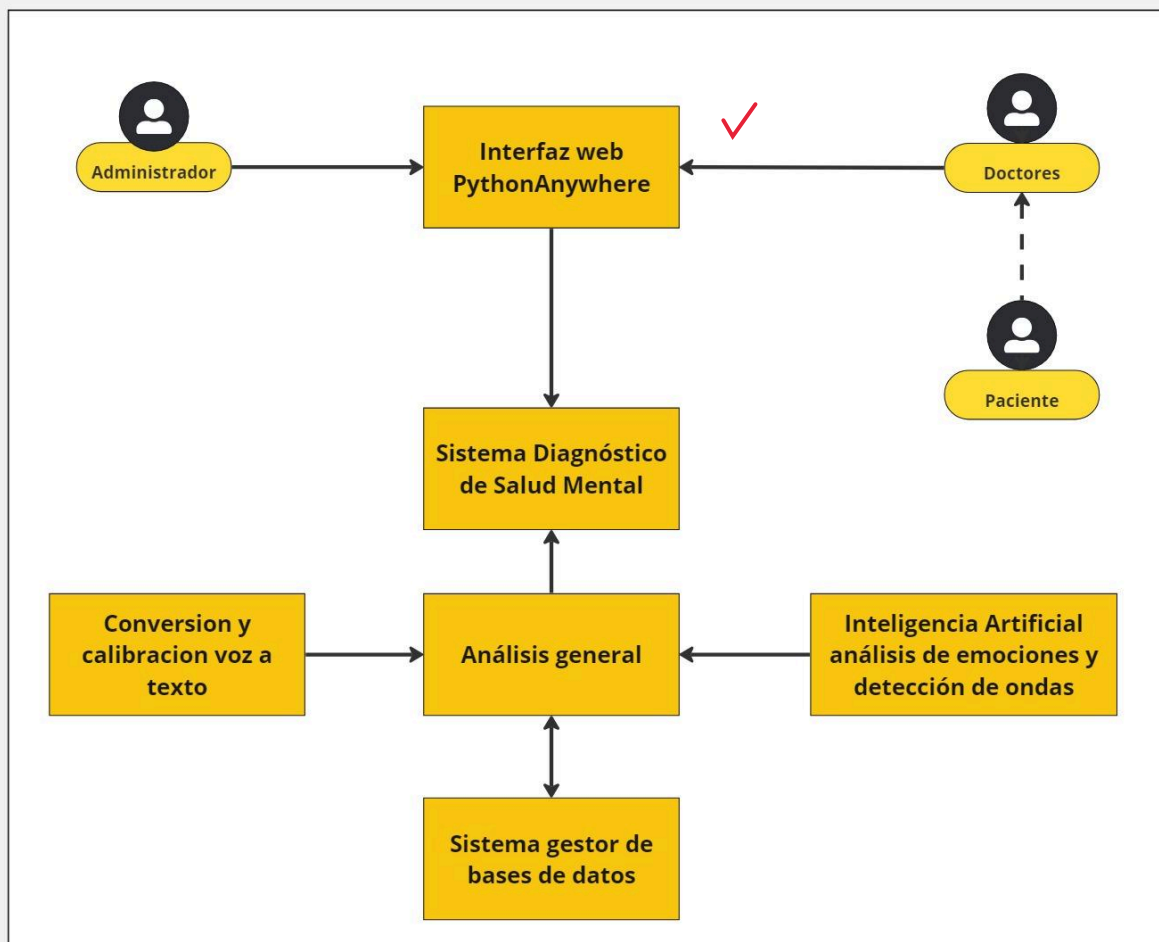 Administrador
Interfaz web
PythonAnywhere
Doctores
Paciente
Sistema Diagnóstico
de Salud Mental
Conversion y
calibracion voz a
texto
Análisis general
Inteligencia Artificial
análisis de emociones y
detección de ondas
Sistema gestor de
bases de datos